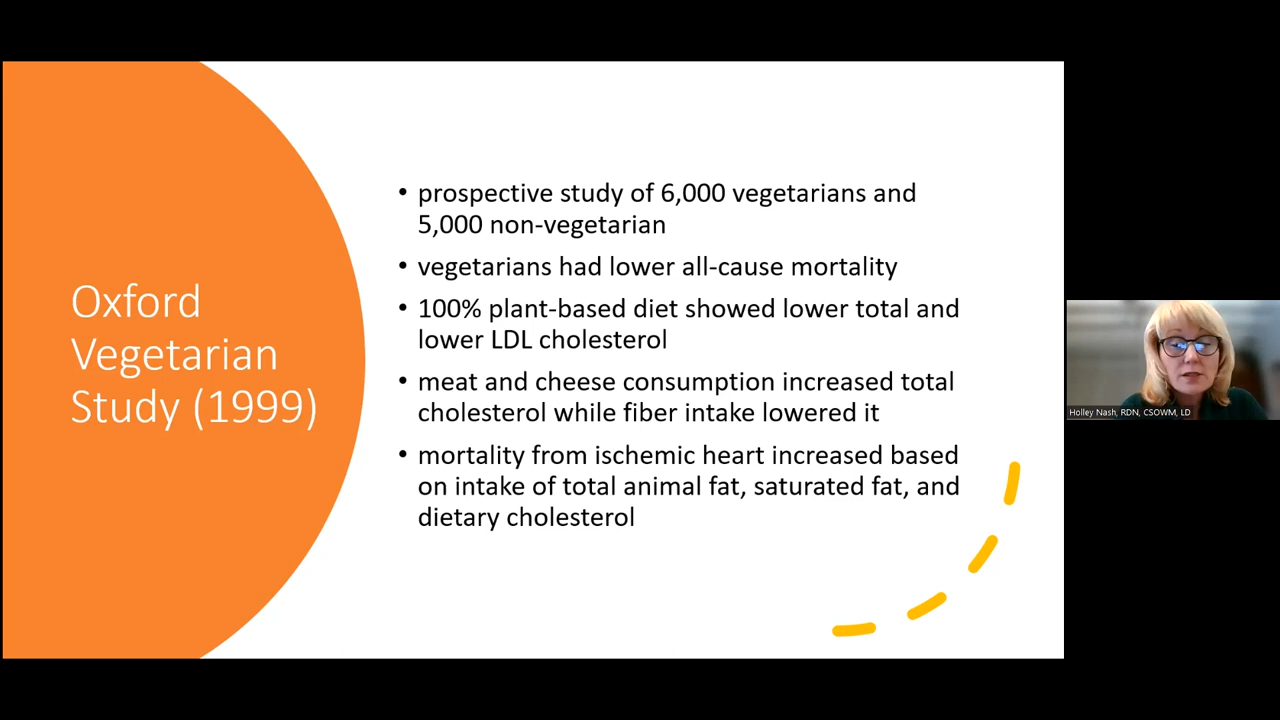 Oxford
Vegetarian
Study (1999)
• prospective study of 6,000 vegetarians and
5,000 non-vegetarian
• vegetarians had lower all-cause mortality
• 100% plant-based diet showed lower total and
lower LDL cholesterol
• meat and cheese consumption increased total
cholesterol while fiber intake lowered it
• mortality from ischemic heart increased based
on intake of total animal fat, saturated fat, and
dietary cholesterol
Holley Nash, RDN, CSOWM, LD